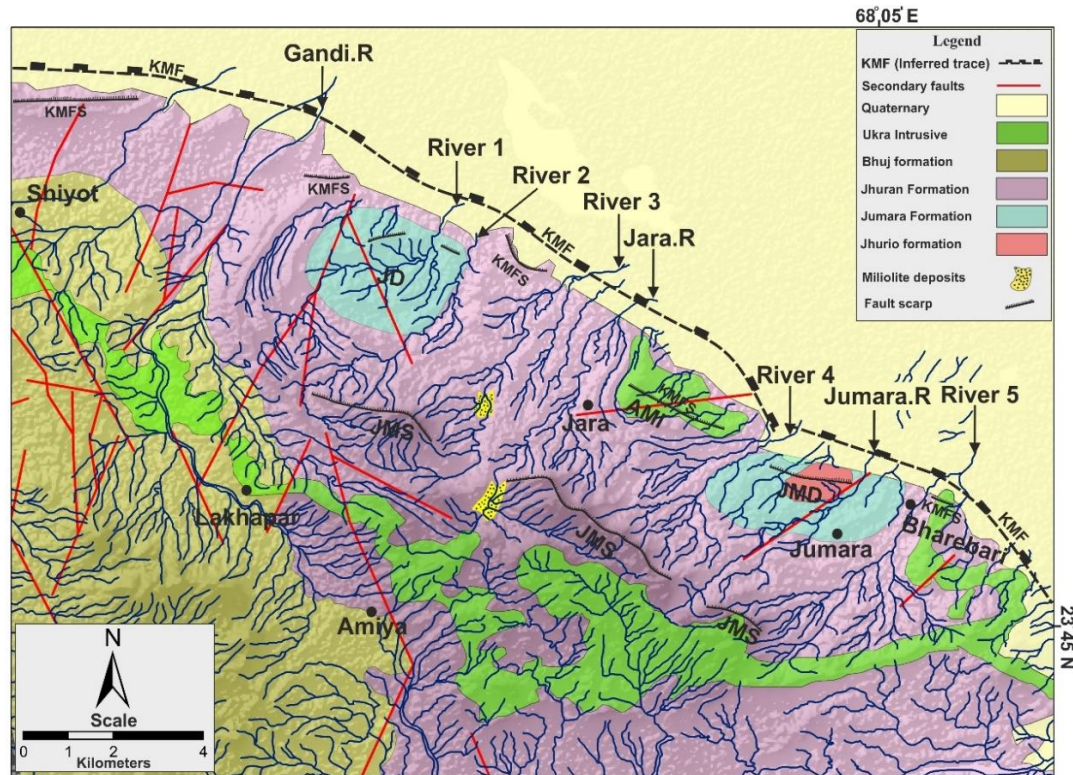 68°05' E
Gandi.R
KMF
KMFS
Shiyot
KMFS
River 1
River 2
River 3
Jara.R
KMF
KMFS
JD
JMS
Jara
KMFS
AMI
River 4
Jumara.R
River 5
JMD
Jumara
KMFS
Bharebari
KMF
Lakhapar
JMS
JMS
Amiya
23 45 N
Legend
KMF (Inferred trace)
Secondary faults
Quaternary
Ukra Intrusive
Bhuj formation
Jhuran Formation
Jumara Formation
Jhurio formation
Miliolite deposits
Fault scarp
N
Scale
0 1 2 4
Kilometers